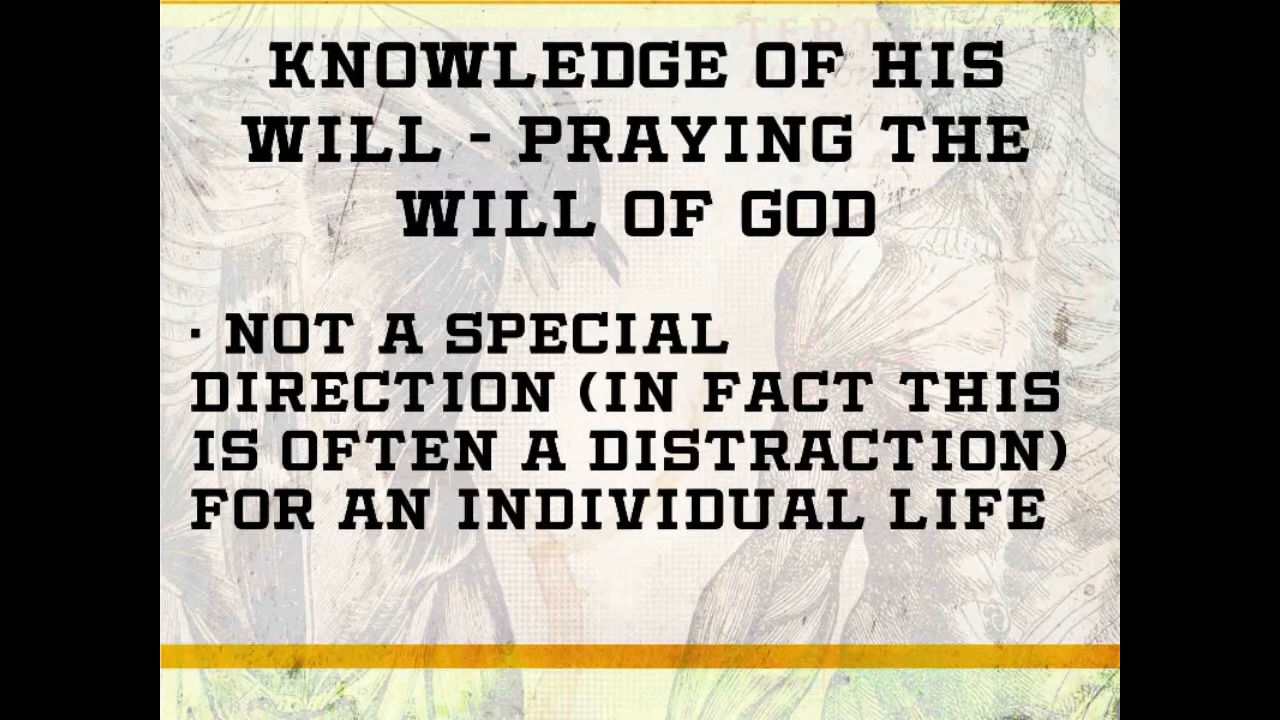 KNOWLEDGE OF HIS
WILL - PRAYING THE
WILL OF GOD
· NOT A SPECIAL
DIRECTION (IN FACT THIS
IS OFTEN A DISTRACTION)
FOR AN INDIVIDUAL LIFE